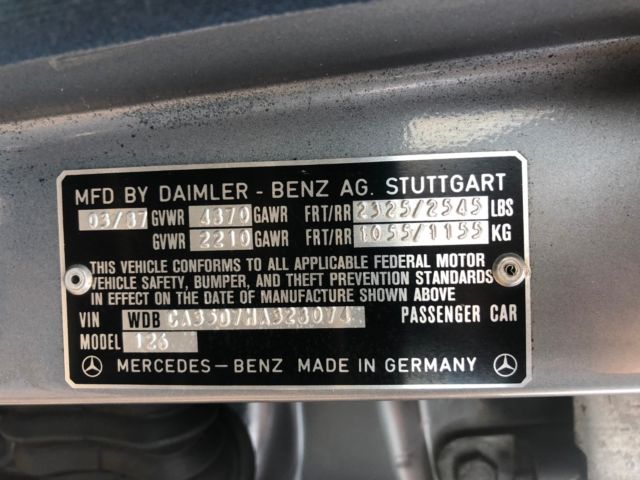 MFD BY DAIMLER - BENZ AG. STUTTGART
03/87 GVWR 4870 GAWR FRT/RR 2325/2545 LBS
GVWR 2210 GAWR FRT/RR 1055/1155 KG
THIS VEHICLE CONFORMS TO ALL APPLICABLE FEDERAL MOTOR
VEHICLE SAFETY, BUMPER, AND THEFT PREVENTION STANDARDS
IN EFFECT ON THE DATE OF MANUFACTURE SHOWN ABOVE
VIN WDB CA3507HA328074 PASSENGER CAR
MODEL 126
MERCEDES-BENZ MADE IN GERMANY